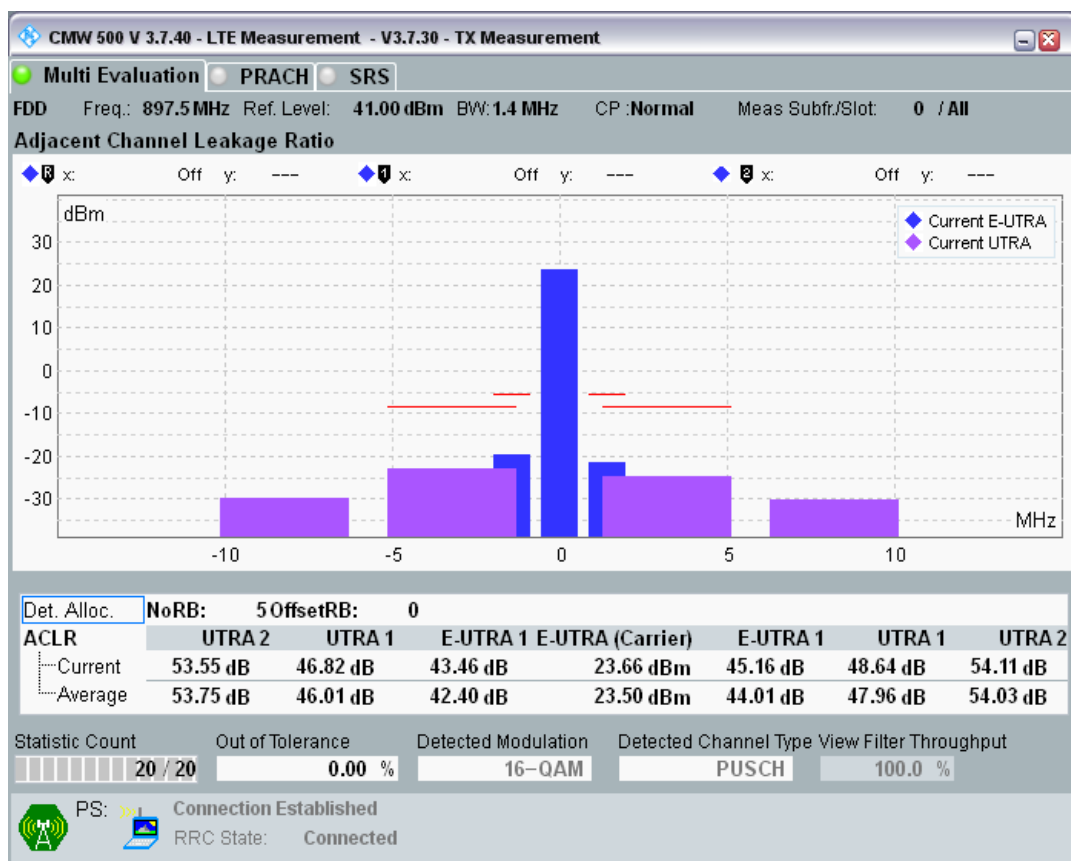 CMW 500 V 3.7.40 - LTE Measurement - V3.7.30 - TX Measurement
Multi Evaluation PRACH SRS
FDD Freq.: 897.5 MHz Ref. Level: 41.00 dBm BW: 1.4 MHz CP :Normal Meas Subfr./Slot: 0 / All
Adjacent Channel Leakage Ratio
R x: Off y: --- 1 x: Off y: --- 2 x: Off y: ---
dBm
Current E-UTRA
Current UTRA
30
20
10
0
-10
-20
-30
MHz
-10 -5 0 5 10
Det. Alloc. NoRB: 5 OffsetRB: 0
ACLR UTRA 2 UTRA 1 E-UTRA 1 E-UTRA (Carrier) E-UTRA 1 UTRA 1 UTRA 2
Current 53.55 dB 46.82 dB 43.46 dB 23.66 dBm 45.16 dB 48.64 dB 54.11 dB
Average 53.75 dB 46.01 dB 42.40 dB 23.50 dBm 44.01 dB 47.96 dB 54.03 dB
Statistic Count Out of Tolerance Detected Modulation Detected Channel Type View Filter Throughput
20 / 20 0.00 % 16-QAM PUSCH 100.0 %
PS: Connection Established
RRC State: Connected